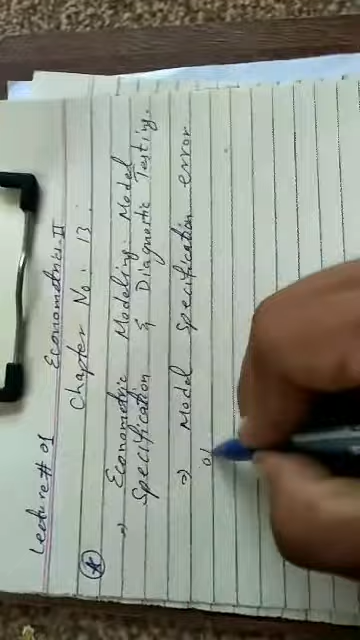 Lecture # 01
Econometrics-II
Chapter No: 13.
⇒ Econometric Modeling: Model
Specification & Diagnostic Testing.
⇒ Model Specification error